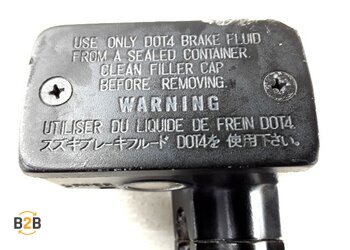 USE ONLY DOT4 BRAKE FLUID
FROM A SEALED CONTAINER.
CLEAN FILLER CAP
BEFORE REMOVING.
WARNING
UTILISER DU LIQUIDE DE FREIN DOT4.
スズキブレーキフルード DOT4を使用下さい。
B2B